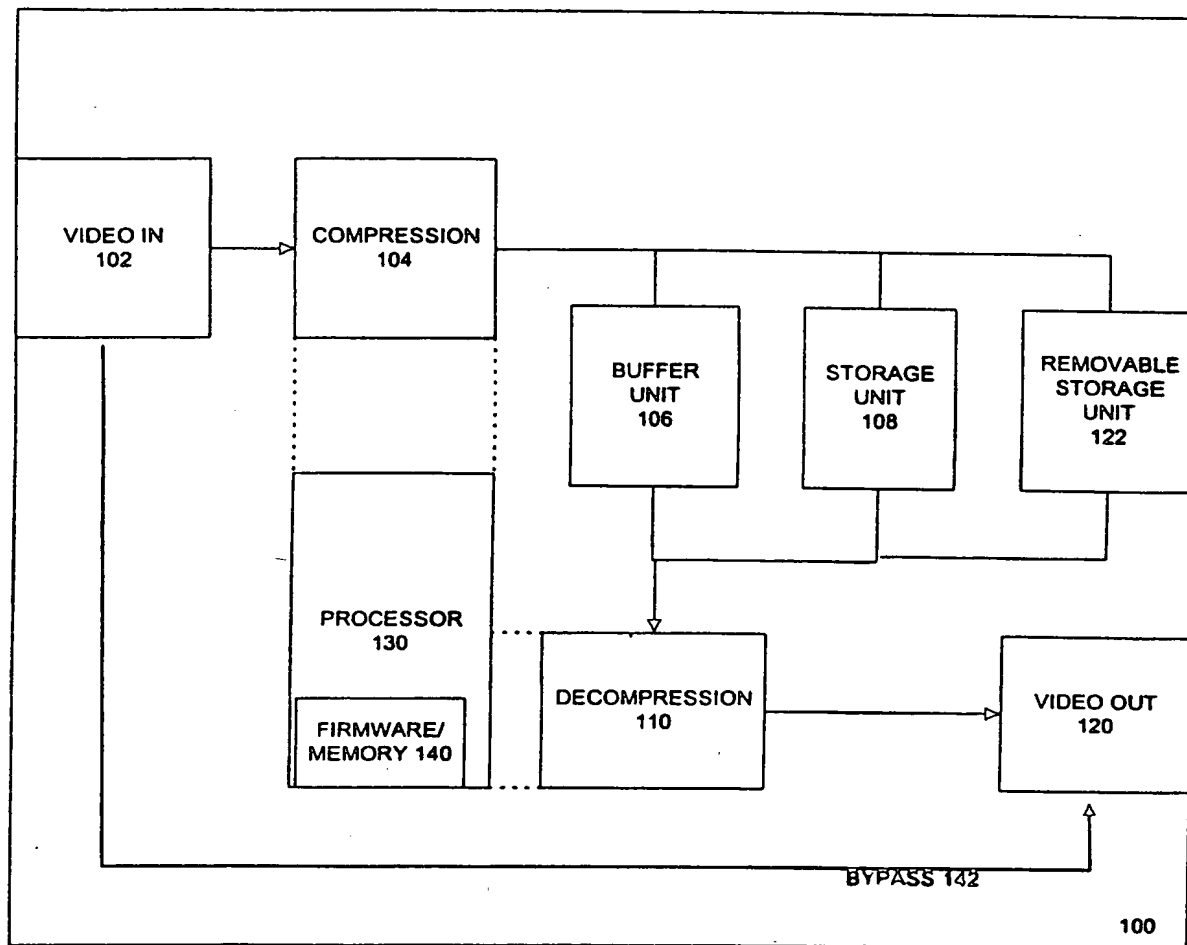 VIDEO IN
102
COMPRESSION
104
BUFFER
UNIT
106
STORAGE
UNIT
108
REMOVABLE
STORAGE
UNIT
122
PROCESSOR
130
FIRMWARE/
MEMORY 140
DECOMPRESSION
110
VIDEO OUT
120
BYPASS 142
100